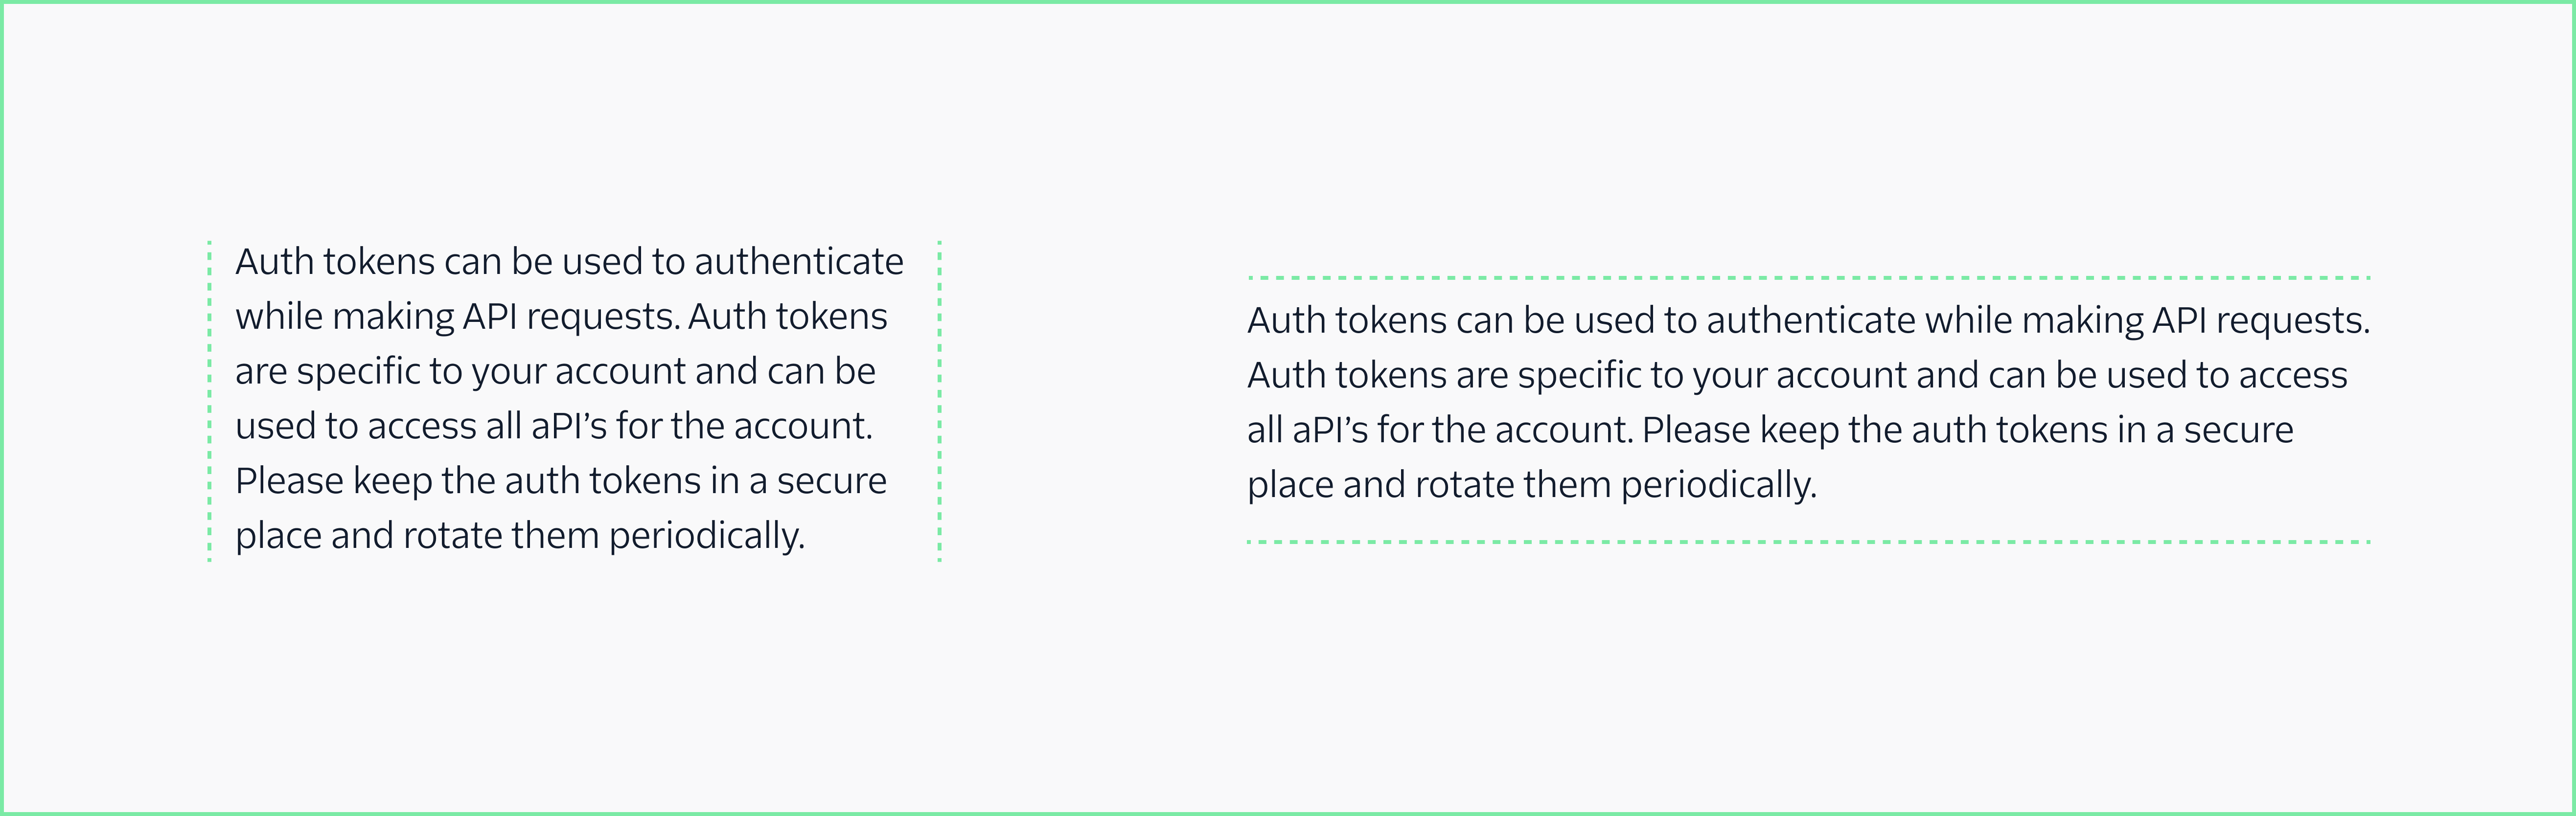 Auth tokens can be used to authenticate
while making API requests. Auth tokens
are specific to your account and can be
used to access all aPI’s for the account.
Please keep the auth tokens in a secure
place and rotate them periodically.
Auth tokens can be used to authenticate while making API requests.
Auth tokens are specific to your account and can be used to access
all aPI’s for the account. Please keep the auth tokens in a secure
place and rotate them periodically.